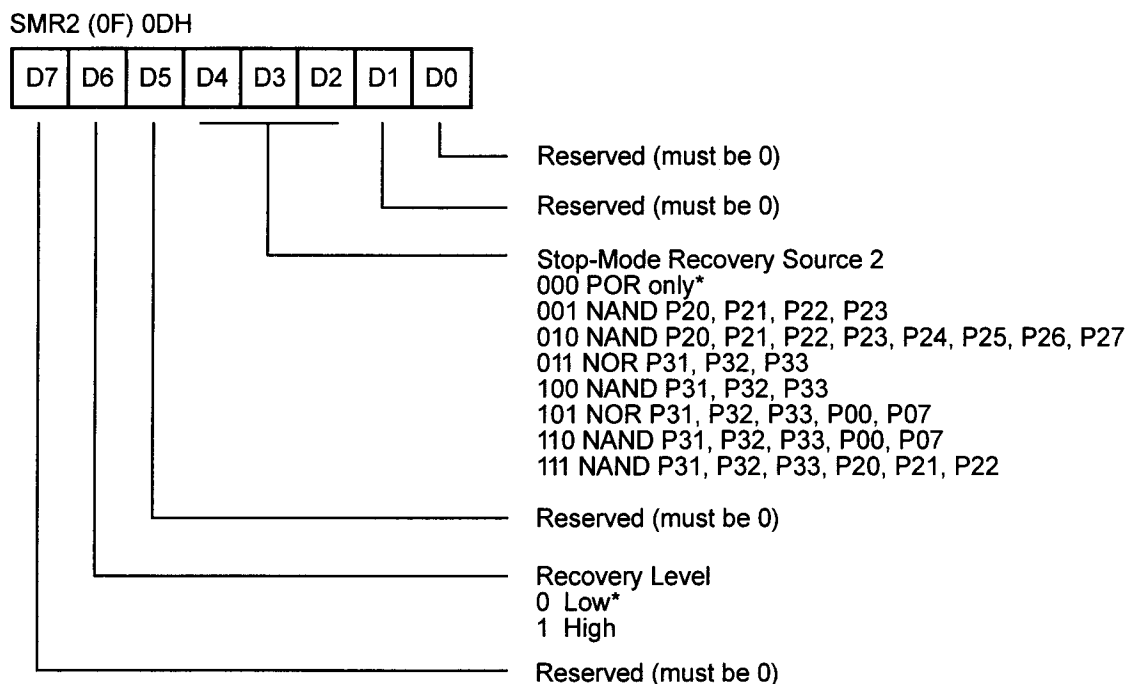 SMR2 (0F) 0DH
D7 D6 D5 D4 D3 D2 D1 D0
Reserved (must be 0)
Reserved (must be 0)
Stop-Mode Recovery Source 2
000 POR only*
001 NAND P20, P21, P22, P23
010 NAND P20, P21, P22, P23, P24, P25, P26, P27
011 NOR P31, P32, P33
100 NAND P31, P32, P33
101 NOR P31, P32, P33, P00, P07
110 NAND P31, P32, P33, P00, P07
111 NAND P31, P32, P33, P20, P21, P22
Reserved (must be 0)
Recovery Level
0 Low*
1 High
Reserved (must be 0)